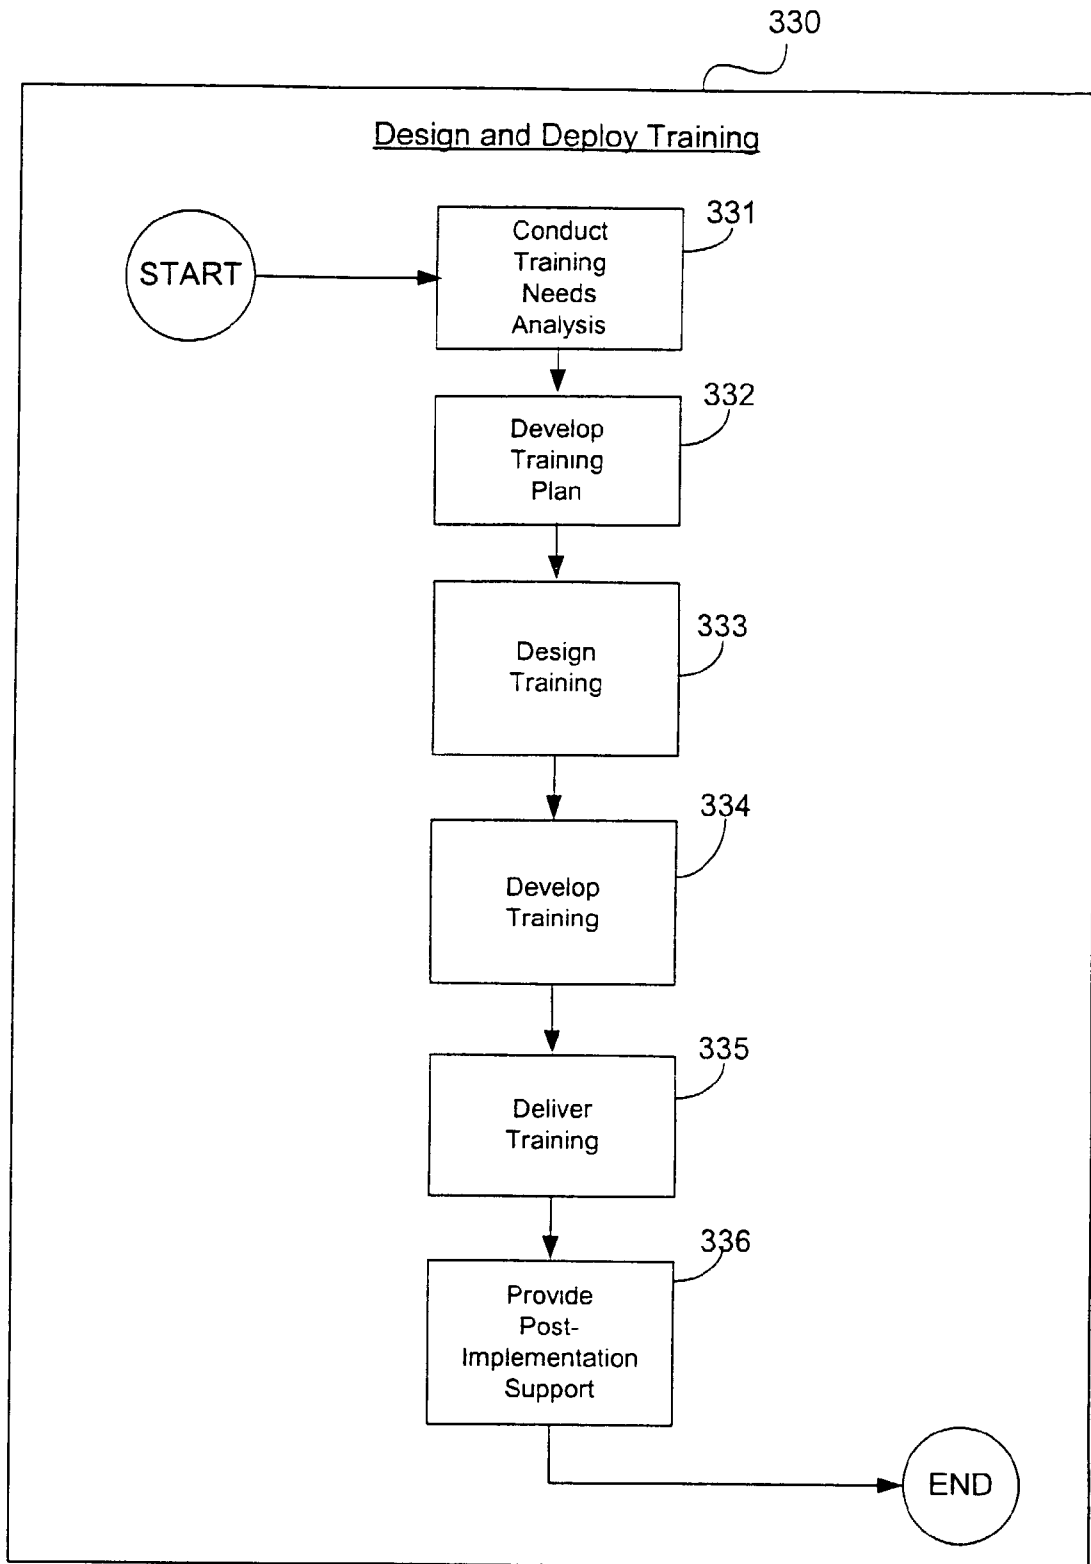 330
Design and Deploy Training
START
331
Conduct
Training
Needs
Analysis
332
Develop
Training
Plan
333
Design
Training
334
Develop
Training
335
Deliver
Training
336
Provide
Post-
Implementation
Support
END